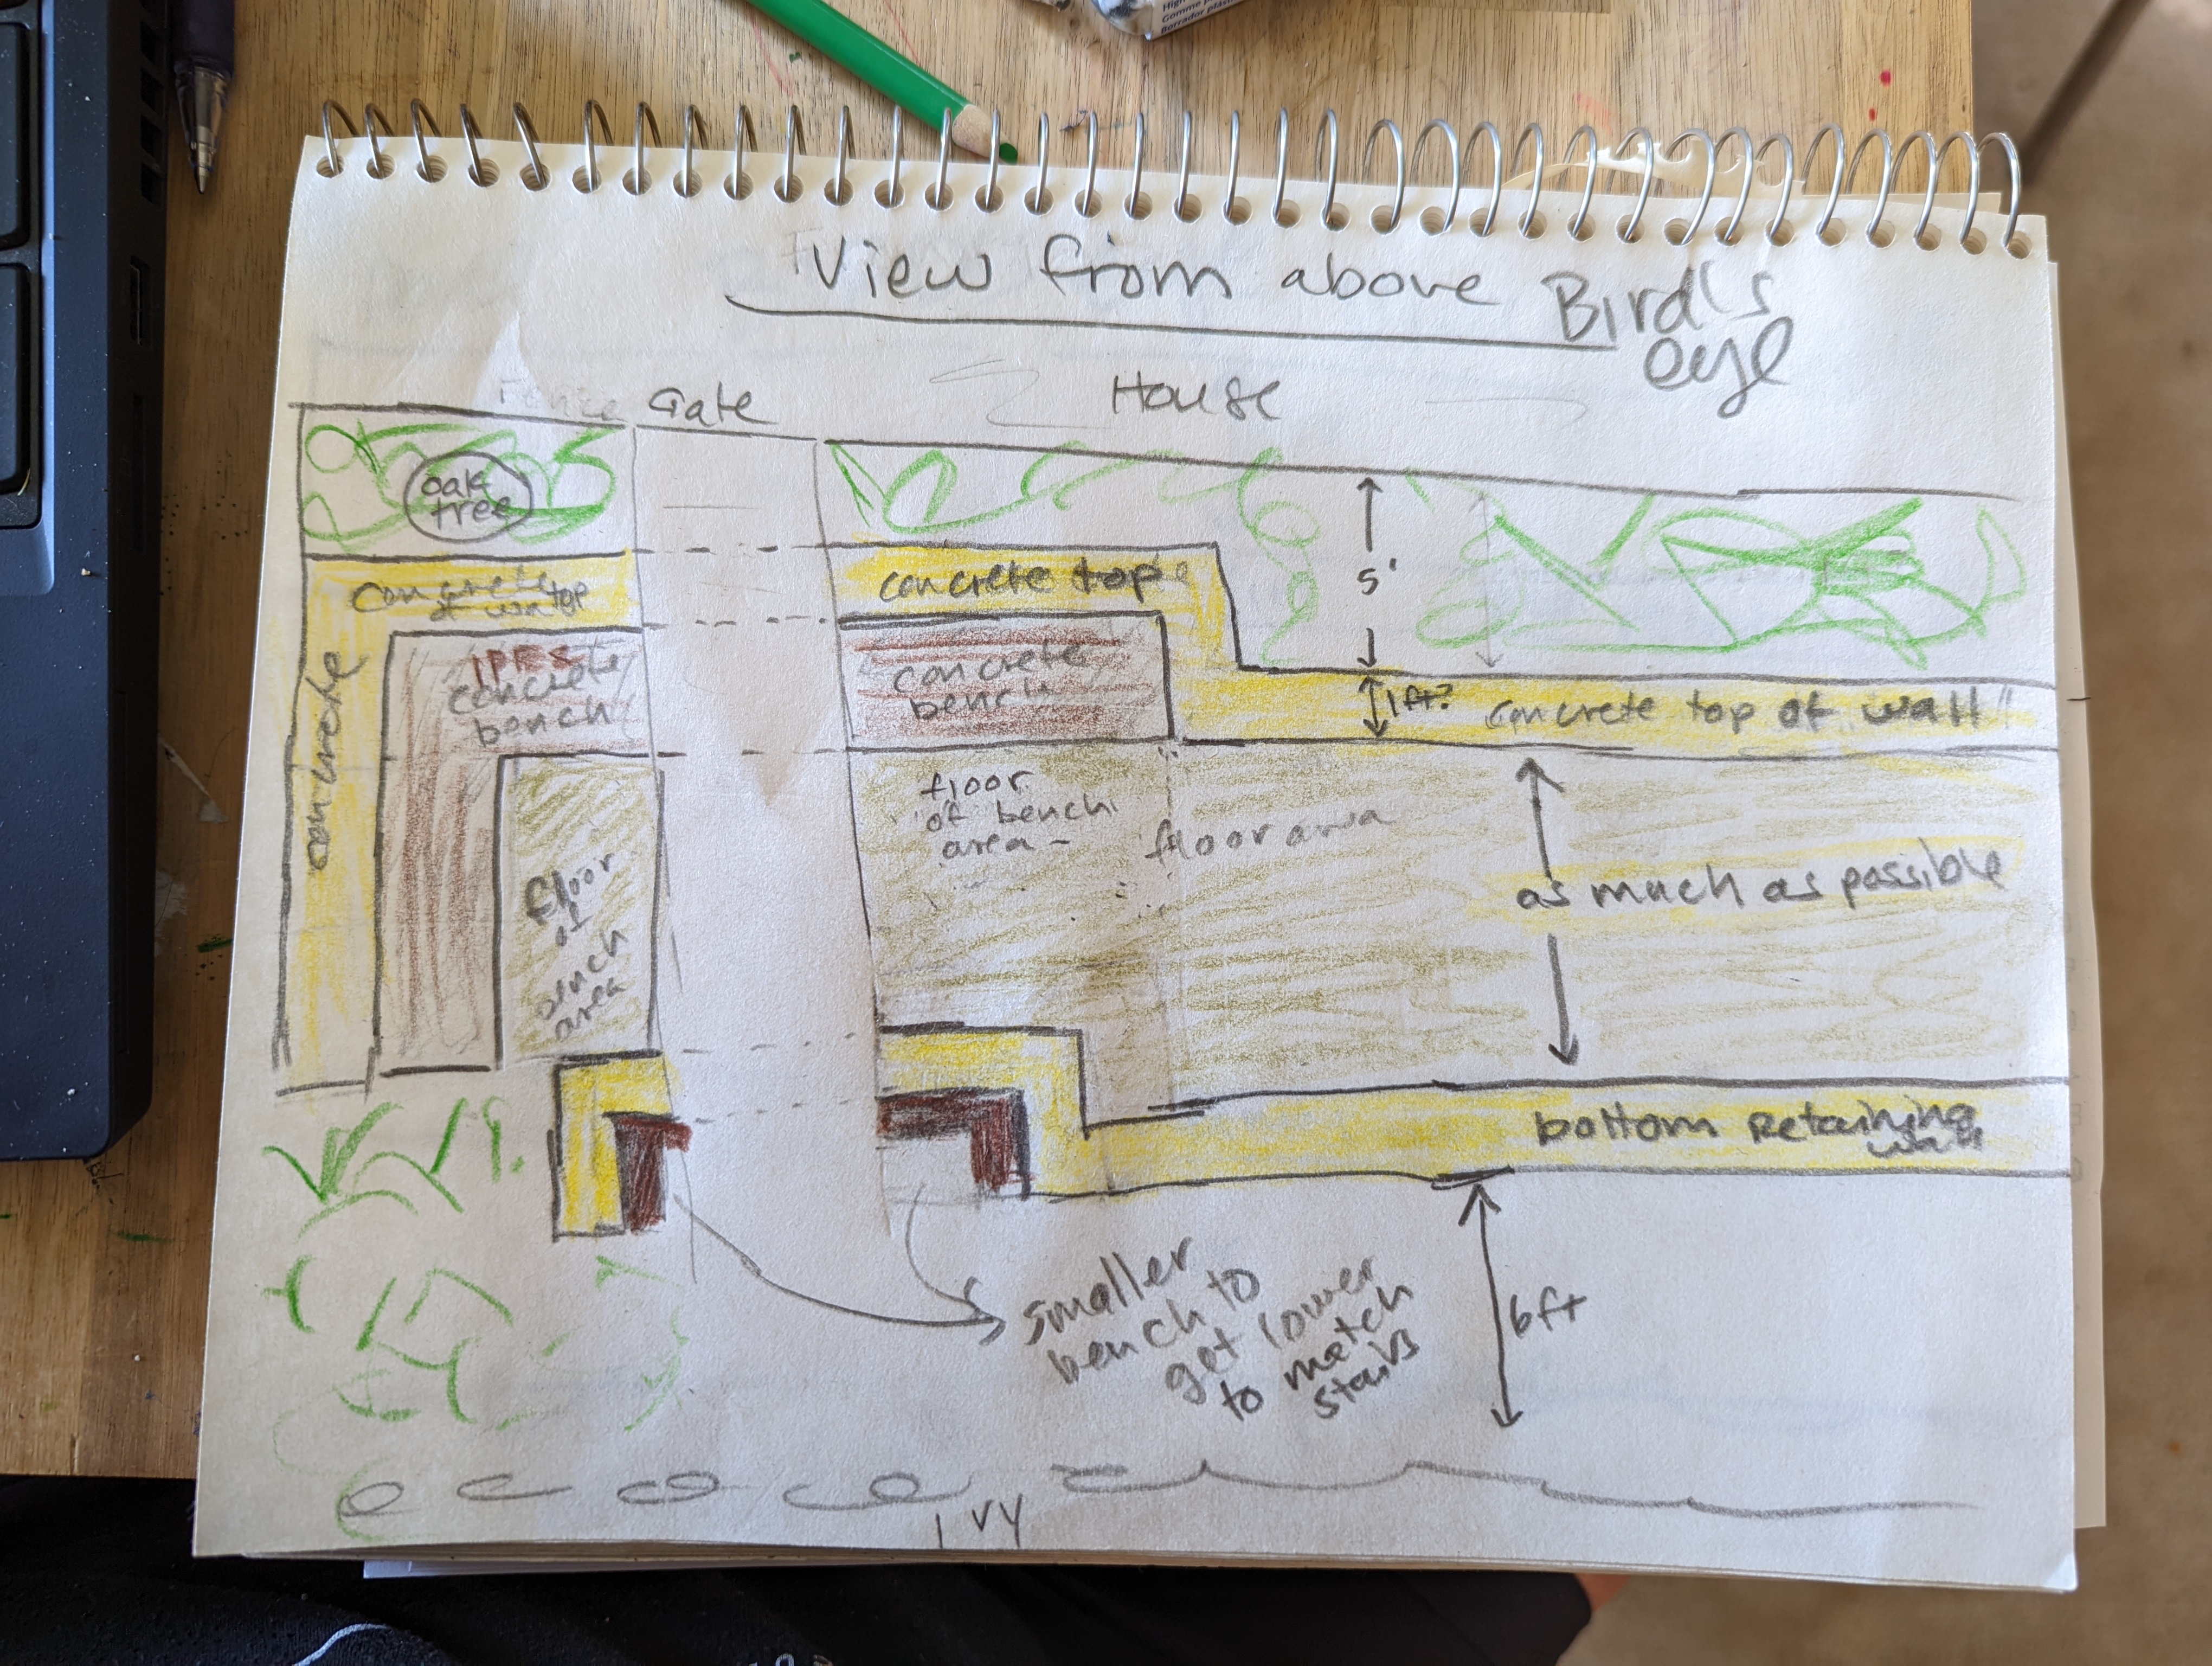 View from above
Bird's
eye
Fence
Gate
House
oak
tree
concrete
of wa top
concrete top
5'
concrete
IPES
concrete
bench
concrete
bench
1ft?
concrete top of wall
floor
of bench
area -
floor area
floor
of
bench
area
as much as possible
bottom Retaining
wall
smaller
bench to
get lower
to match
stairs
6ft
IVY